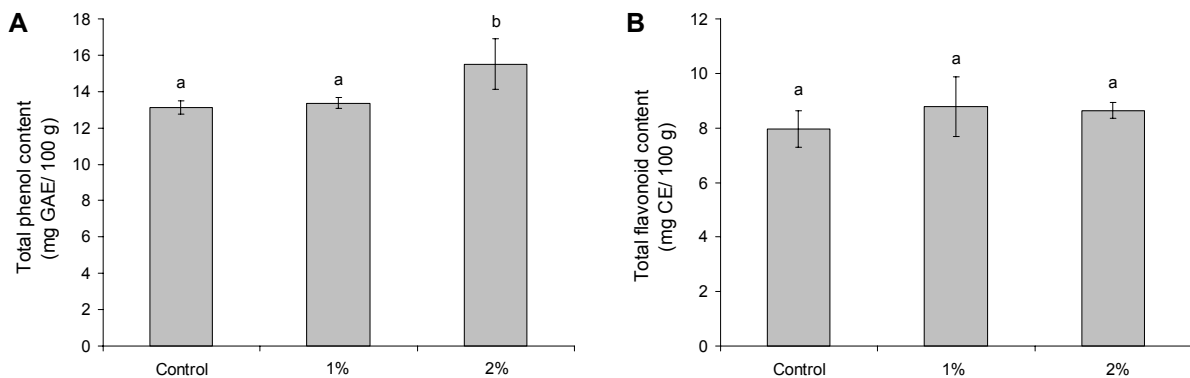 A
Total phenol content
(mg GAE/ 100 g)
18
16
14
12
10
8
6
4
2
0
a
a
b
Control
1%
2%
B
Total flavonoid content
(mg CE/ 100 g)
12
10
8
6
4
2
0
a
a
a
Control
1%
2%